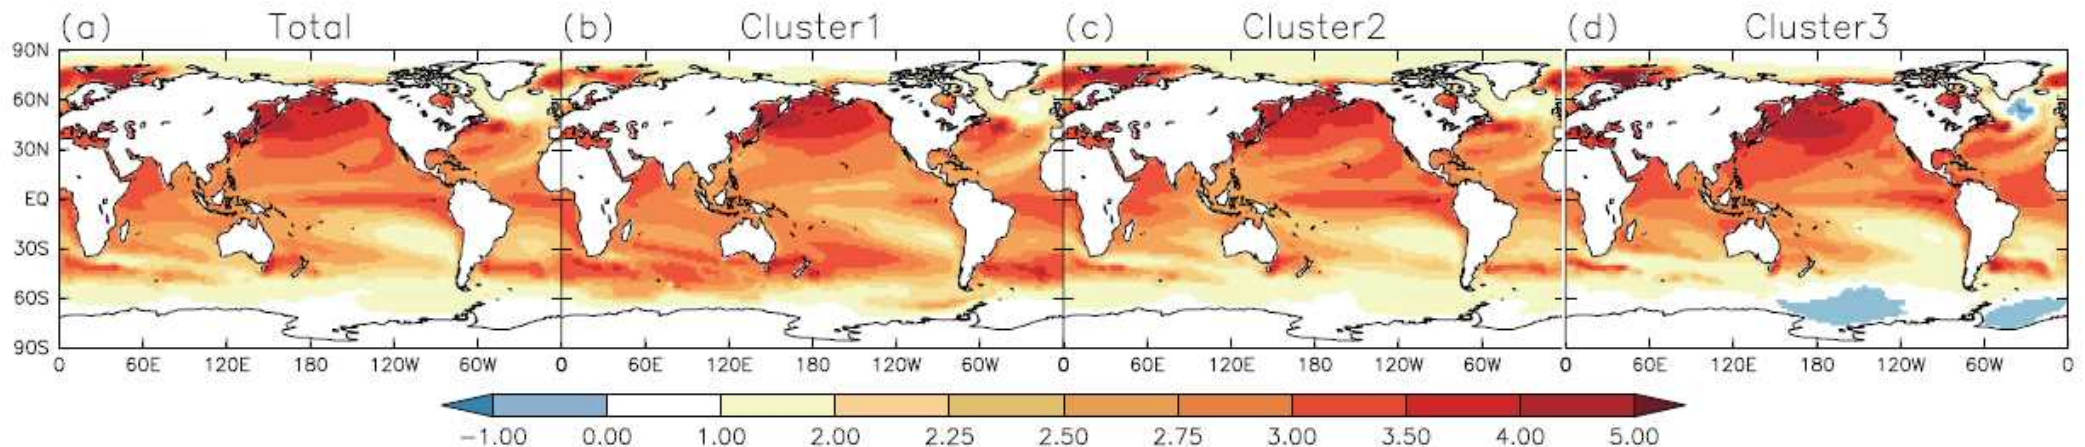 (a) Total (b) Cluster1 (c) Cluster2 (d) Cluster3
90N
60N
30N
EQ
30S
60S
90S
0 60E 120E 180 120W 60W 0 60E 120E 180 120W 60W 0 60E 120E 180 120W 60W 0 60E 120E 180 120W 60W 0
-1.00 0.00 1.00 2.00 2.25 2.50 2.75 3.00 3.50 4.00 5.00